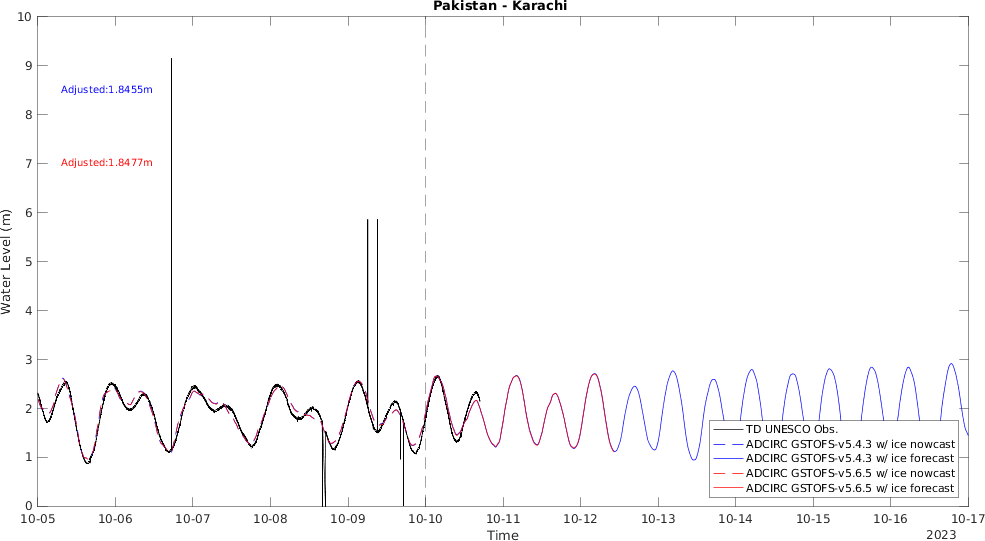 Pakistan - Karachi
10
9
8
7
6
5
4
3
2
1
0
Water Level (m)
Adjusted:1.8455m
Adjusted:1.8477m
TD UNESCO Obs.
ADCIRC GSTOFS-v5.4.3 w/ ice nowcast
ADCIRC GSTOFS-v5.4.3 w/ ice forecast
ADCIRC GSTOFS-v5.6.5 w/ ice nowcast
ADCIRC GSTOFS-v5.6.5 w/ ice forecast
10-05 10-06 10-07 10-08 10-09 10-10 10-11 10-12 10-13 10-14 10-15 10-16 10-17
Time
2023